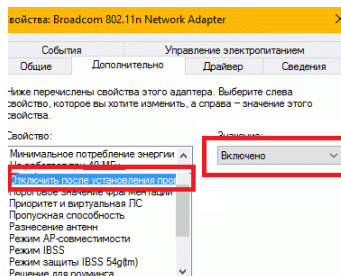 войства: Broadcom 802.11n Network Adapter
События Управление электропитанием
Общие Дополнительно Драйвер Сведения
Ниже перечислены свойства этого адаптера. Выберите слева
свойство, которое вы хотите изменить, а справа – значение этого
свойства.
Свойство: Значение:
Минимальное потребление энергии
Включено
Отключить после установления пров
Пороговое значение фрагментации
Приоритет и виртуальная ЛС
Пропускная способность
Разнесение антенн
Режим AP-совместимости
Режим IBSS
Режим защиты IBSS 54g(tm)
Решение для роуминга